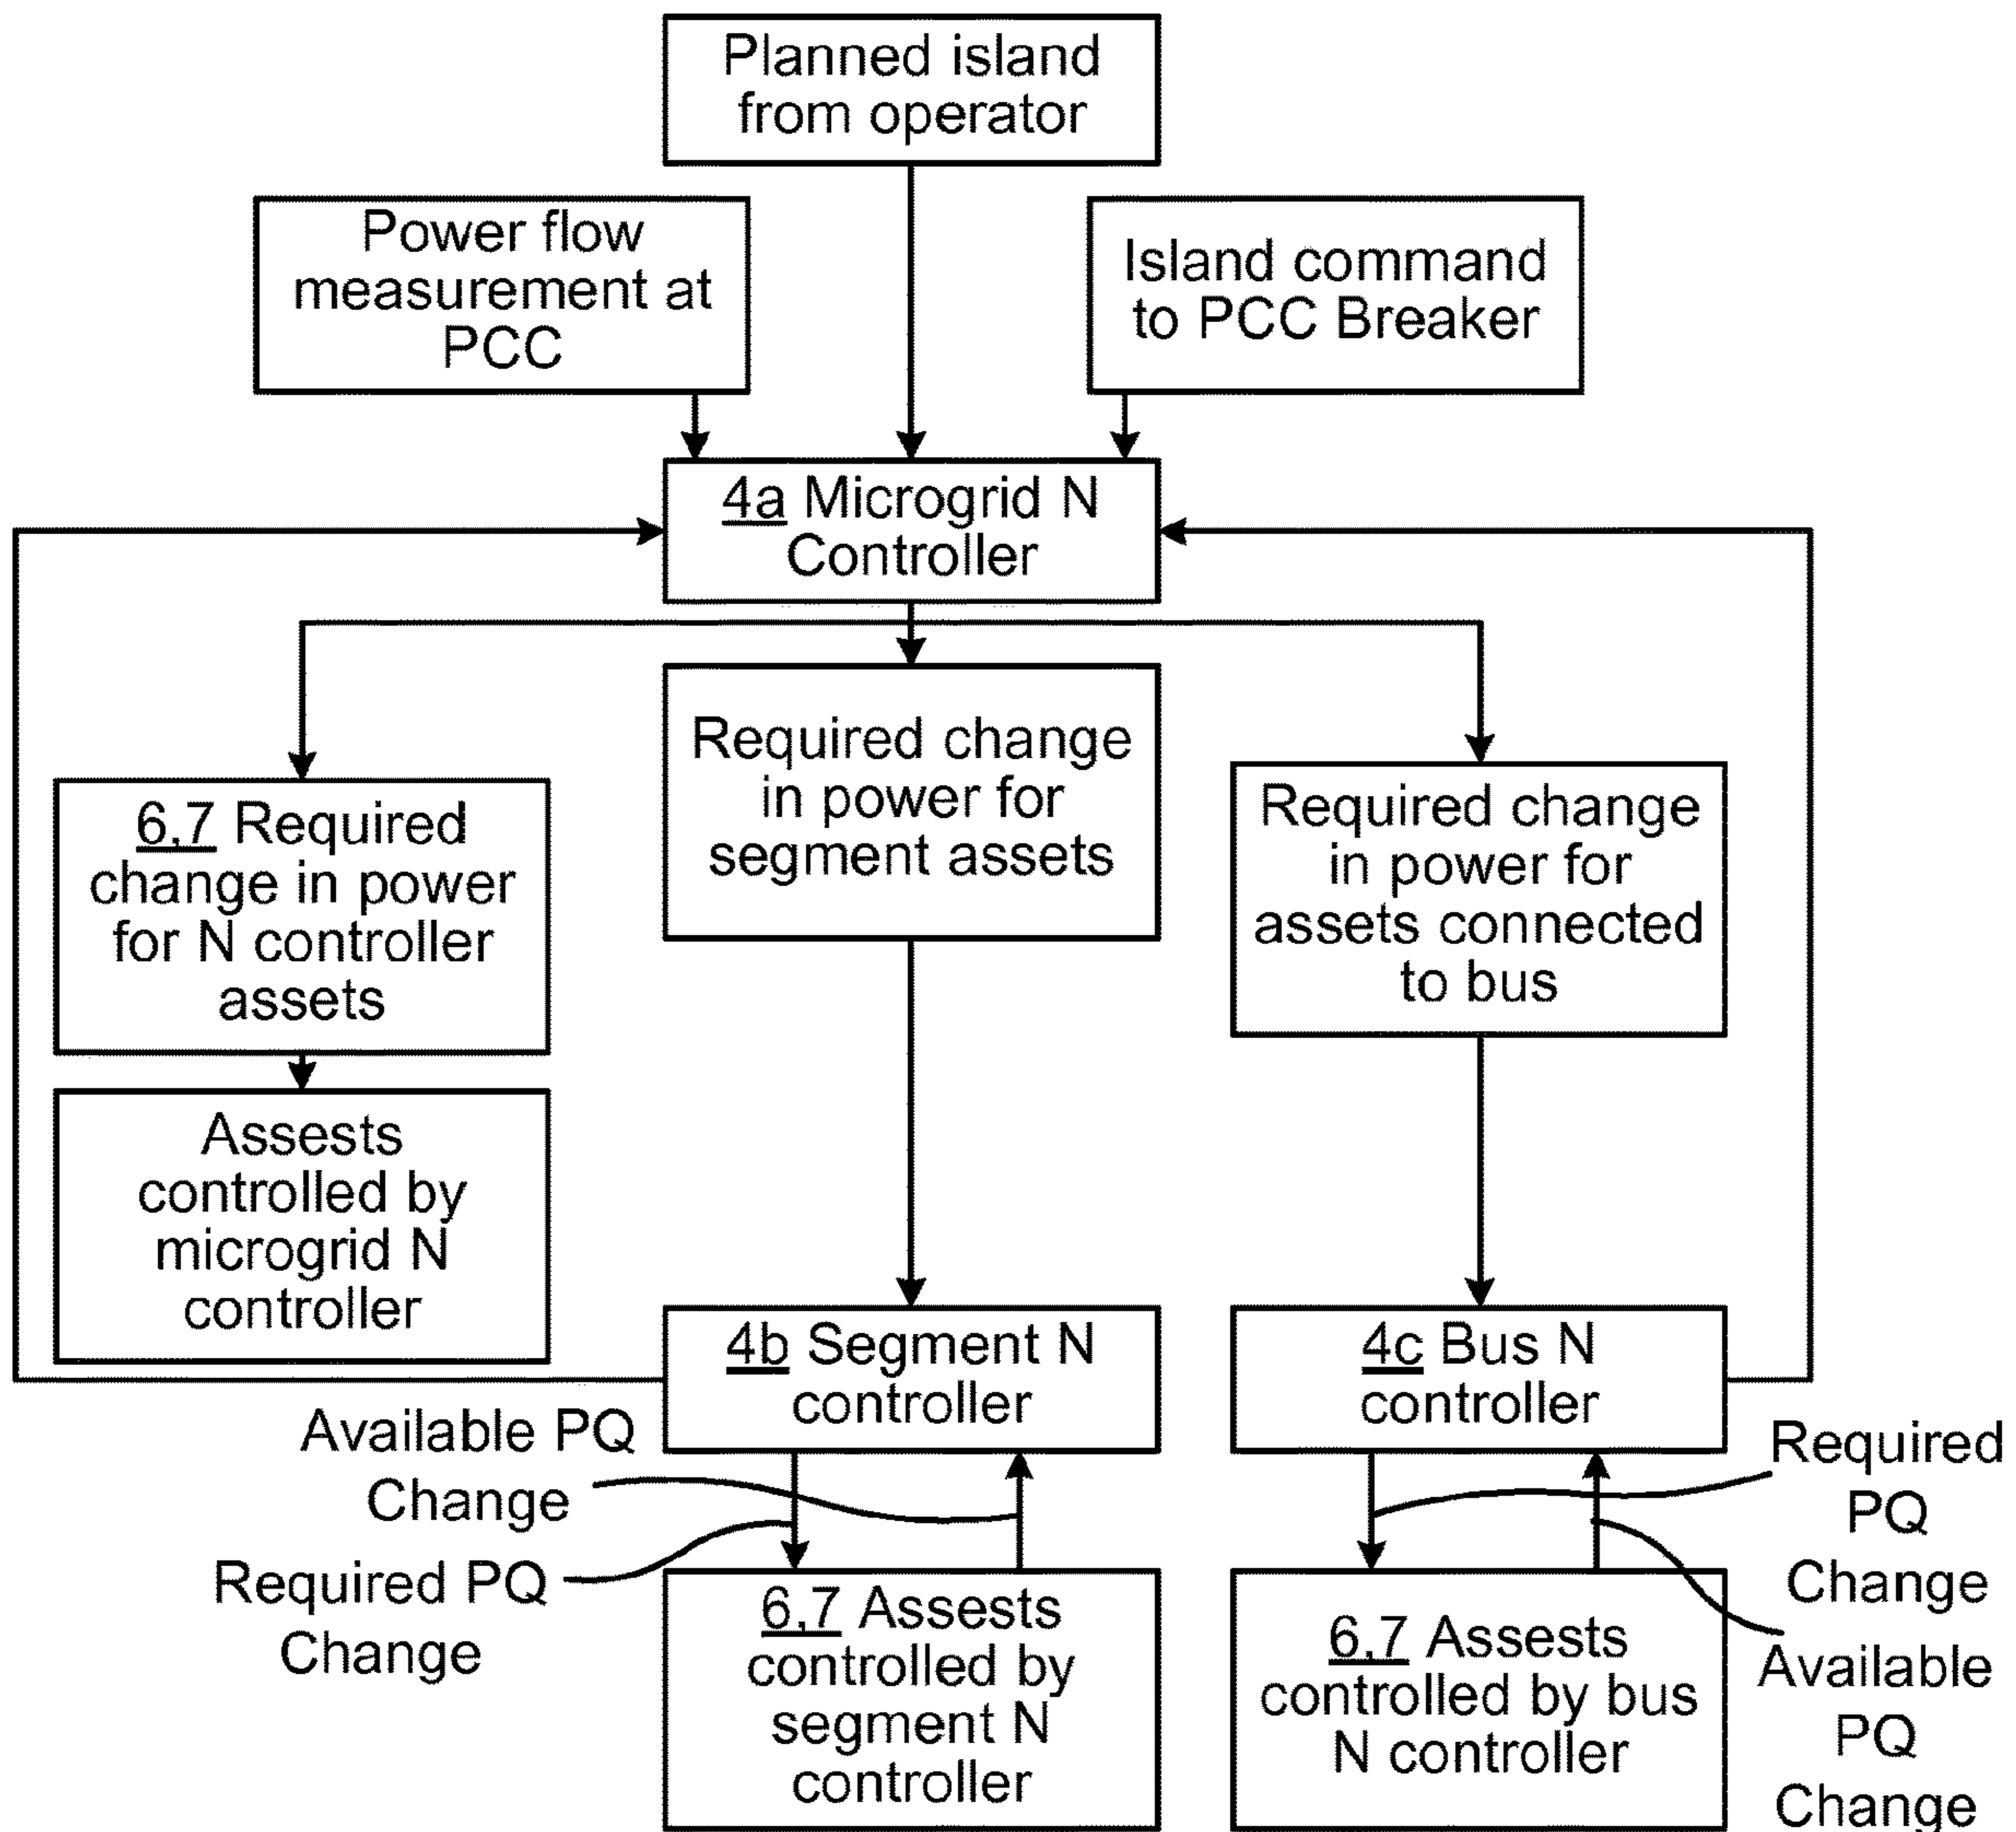 Planned island
from operator
Power flow
measurement at
PCC
Island command
to PCC Breaker
4a Microgrid N
Controller
6,7 Required
change in power
for N controller
assets
Required change
in power for
segment assets
Required change
in power for
assets connected
to bus
Assests
controlled by
microgrid N
controller
4b Segment N
controller
4c Bus N
controller
Available PQ
Change
Required PQ
Change
Required
PQ
Change
Available
PQ
Change
6,7 Assests
controlled by
segment N
controller
6,7 Assests
controlled by bus
N controller